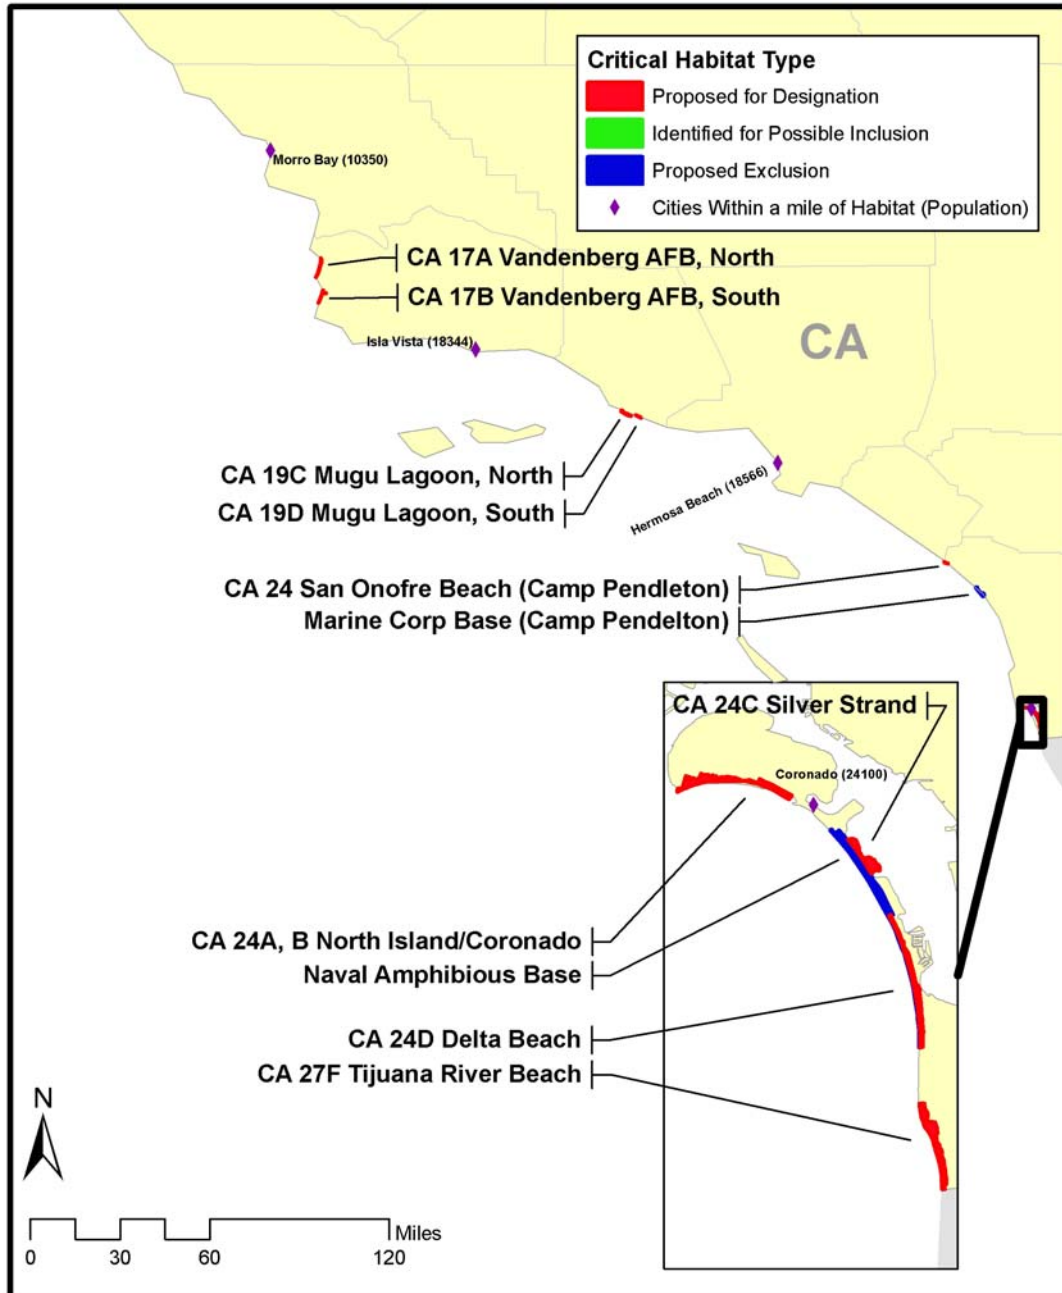 Critical Habitat Type
Proposed for Designation
Identified for Possible Inclusion
Proposed Exclusion
Cities Within a mile of Habitat (Population)
Morro Bay (10350)
CA 17A Vandenberg AFB, North
CA 17B Vandenberg AFB, South
Isla Vista (18344)
CA
CA 19C Mugu Lagoon, North
CA 19D Mugu Lagoon, South
Hermosa Beach (18566)
CA 24 San Onofre Beach (Camp Pendleton)
Marine Corp Base (Camp Pendelton)
CA 24C Silver Strand
Coronado (24100)
CA 24A, B North Island/Coronado
Naval Amphibious Base
CA 24D Delta Beach
CA 27F Tijuana River Beach
N
Miles
0 30 60 120